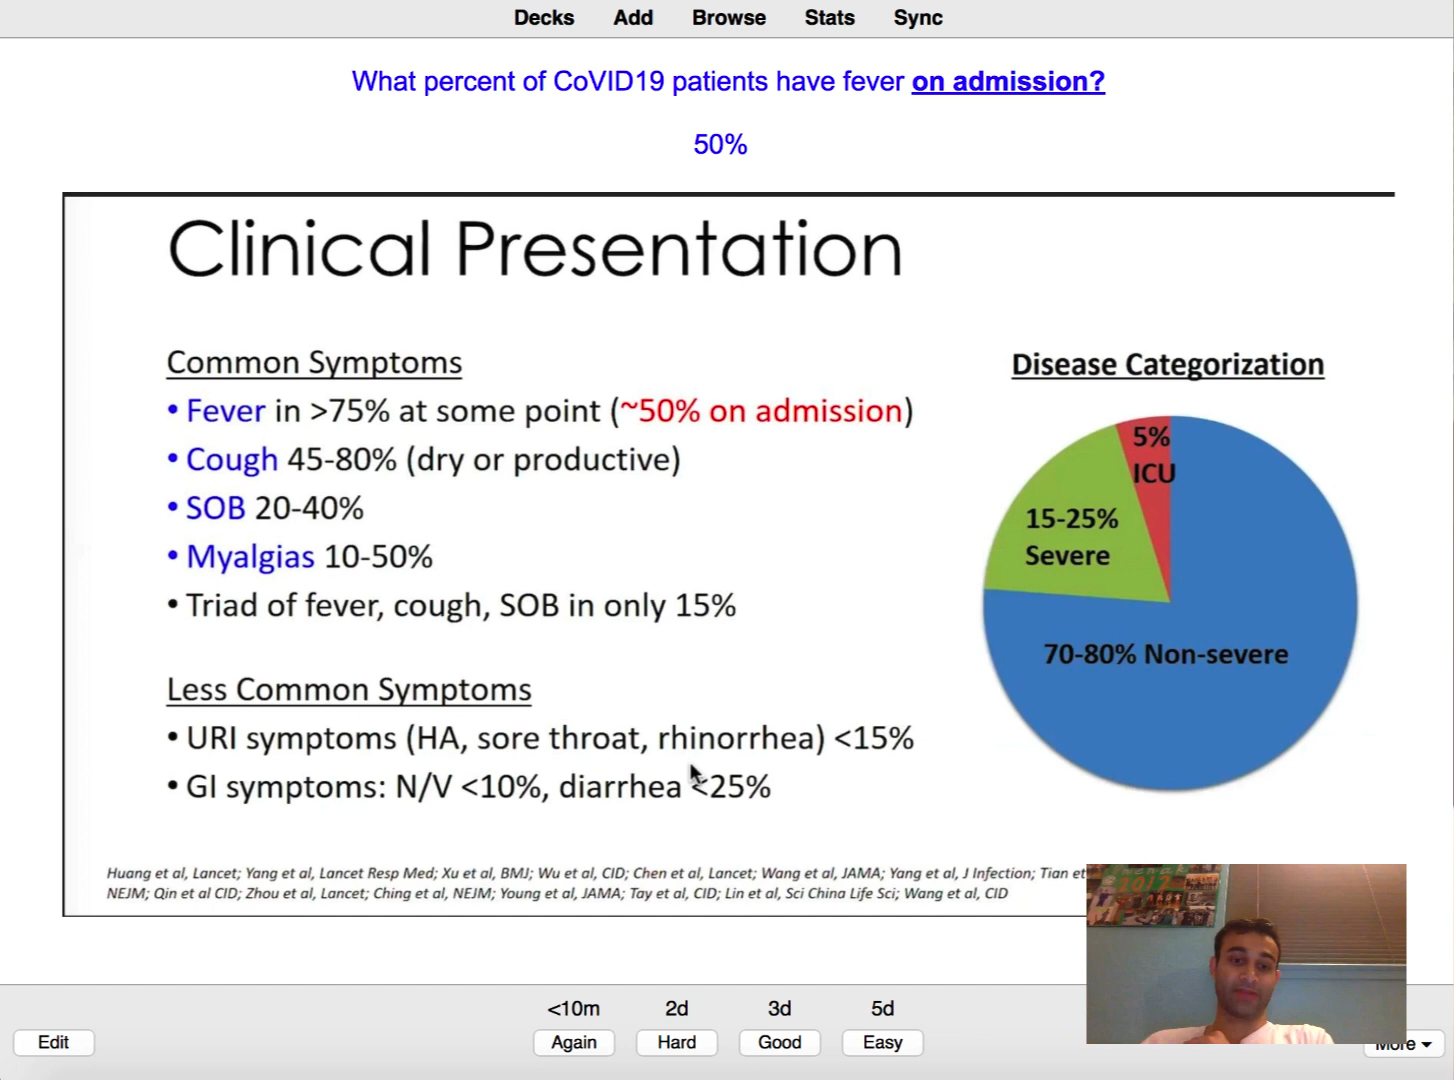 Decks Add Browse Stats Sync
What percent of CoVID19 patients have fever on admission?
50%
Clinical Presentation
Common Symptoms
• Fever in >75% at some point (~50% on admission)
• Cough 45-80% (dry or productive)
• SOB 20-40%
• Myalgias 10-50%
• Triad of fever, cough, SOB in only 15%
Less Common Symptoms
• URI symptoms (HA, sore throat, rhinorrhea) <15%
• GI symptoms: N/V <10%, diarrhea <25%
Disease Categorization
5%
ICU
15-25%
Severe
70-80% Non-severe
Huang et al, Lancet; Yang et al, Lancet Resp Med; Xu et al, BMJ; Wu et al, CID; Chen et al, Lancet; Wang et al, JAMA; Yang et al, J Infection; Tian et
NEJM; Qin et al CID; Zhou et al, Lancet; Ching et al, NEJM; Young et al, JAMA; Tay et al, CID; Lin et al, Sci China Life Sci; Wang et al, CID
2012
<10m 2d 3d 5d
Edit Again Hard Good Easy More